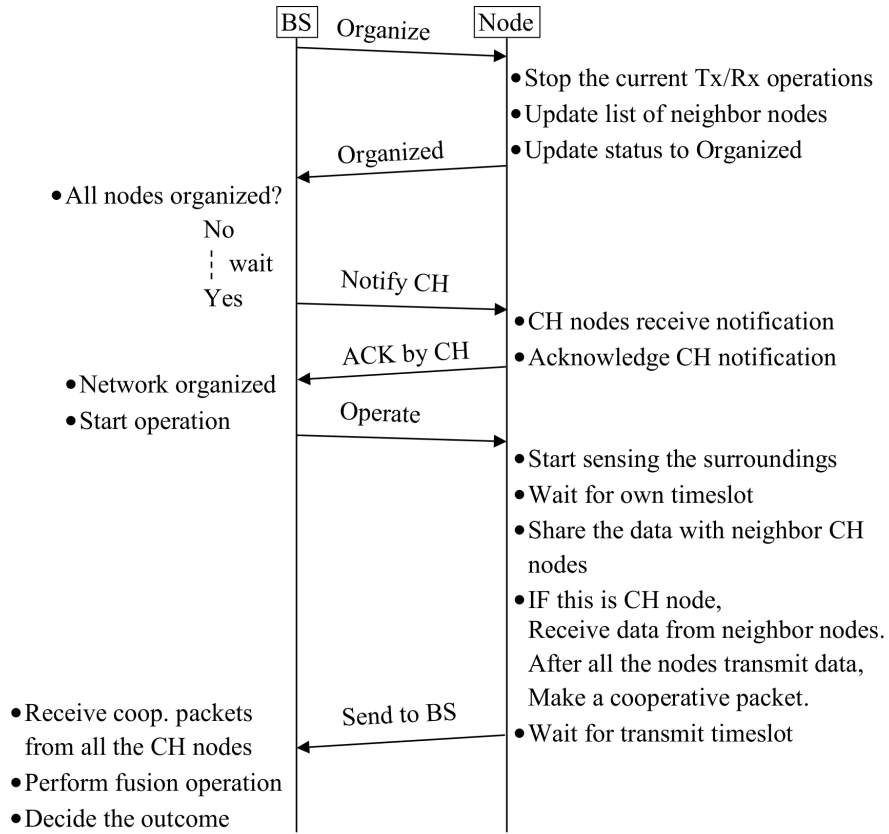 BS
Node
Organize
•Stop the current Tx/Rx operations
•Update list of neighbor nodes
•Update status to Organized
Organized
•All nodes organized?
No
wait
Yes
Notify CH
•CH nodes receive notification
•Acknowledge CH notification
ACK by CH
•Network organized
•Start operation
Operate
•Start sensing the surroundings
•Wait for own timeslot
•Share the data with neighbor CH
nodes
•IF this is CH node,
Receive data from neighbor nodes.
After all the nodes transmit data,
Make a cooperative packet.
•Wait for transmit timeslot
Send to BS
•Receive coop. packets
from all the CH nodes
•Perform fusion operation
•Decide the outcome